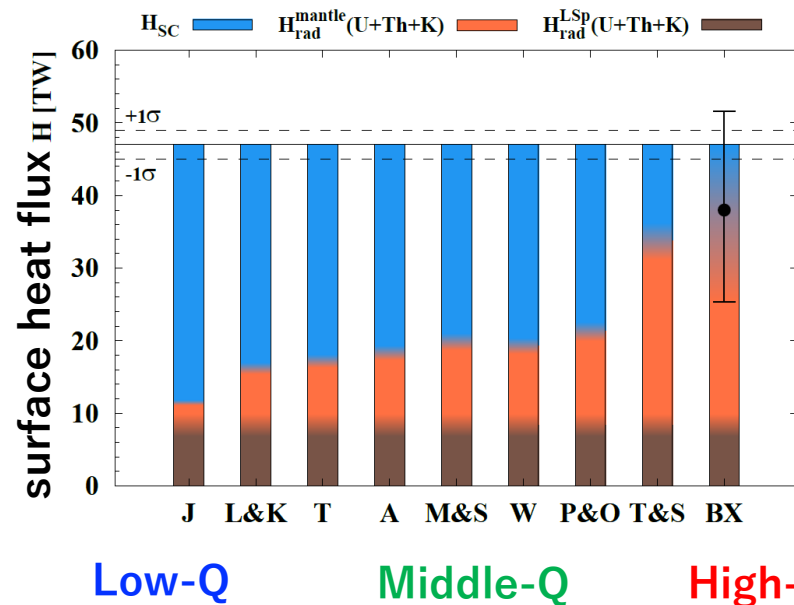 H_SC H_rad^mantle(U+Th+K) H_rad^LSp(U+Th+K)
surface heat flux H [TW]
60
50
40
30
20
10
0
+1σ
-1σ
J L&K T A M&S W P&O T&S BX
Low-Q Middle-Q High-